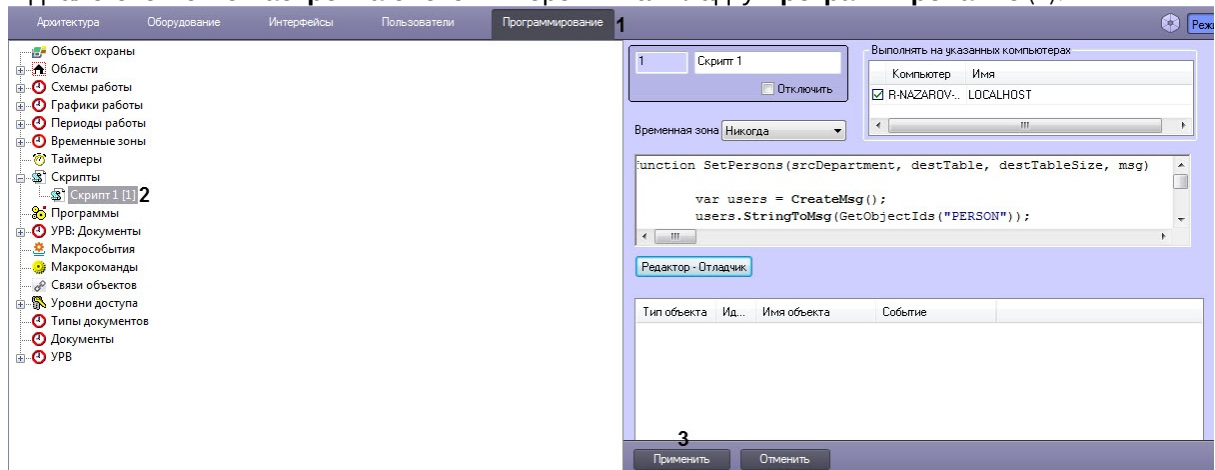 Программирование
Архитектура Оборудование Интерфейсы Пользователи Программирование 1
Объект охраны
Области
Схемы работы
Графики работы
Периоды работы
Временные зоны
Таймеры
Скрипты
Скрипт 1 [1] 2
Программы
УРВ: Документы
Макрособытия
Макрокоманды
Связи объектов
Уровни доступа
Типы документов
Документы
УРВ
1 Скрипт 1
Отключить
Временная зона Никогда
Выполнять на указанных компьютерах
Компьютер Имя
R-NAZAROV-.. LOCALHOST
function SetPersons(srcDepartment, destTable, destTableSize, msg)
var users = CreateMsg();
users.StringToMsg(GetObjectIds("PERSON"));
Редактор - Отладчик
Тип объекта Ид... Имя объекта Событие
3
Применить Отменить